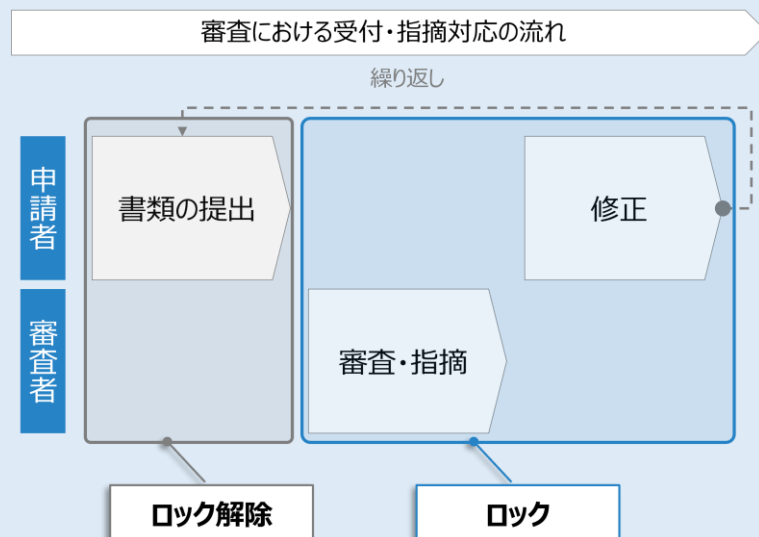 審査における受付・指摘対応の流れ
繰り返し
申請者
書類の提出
修正
審査者
審査・指摘
ロック解除
ロック